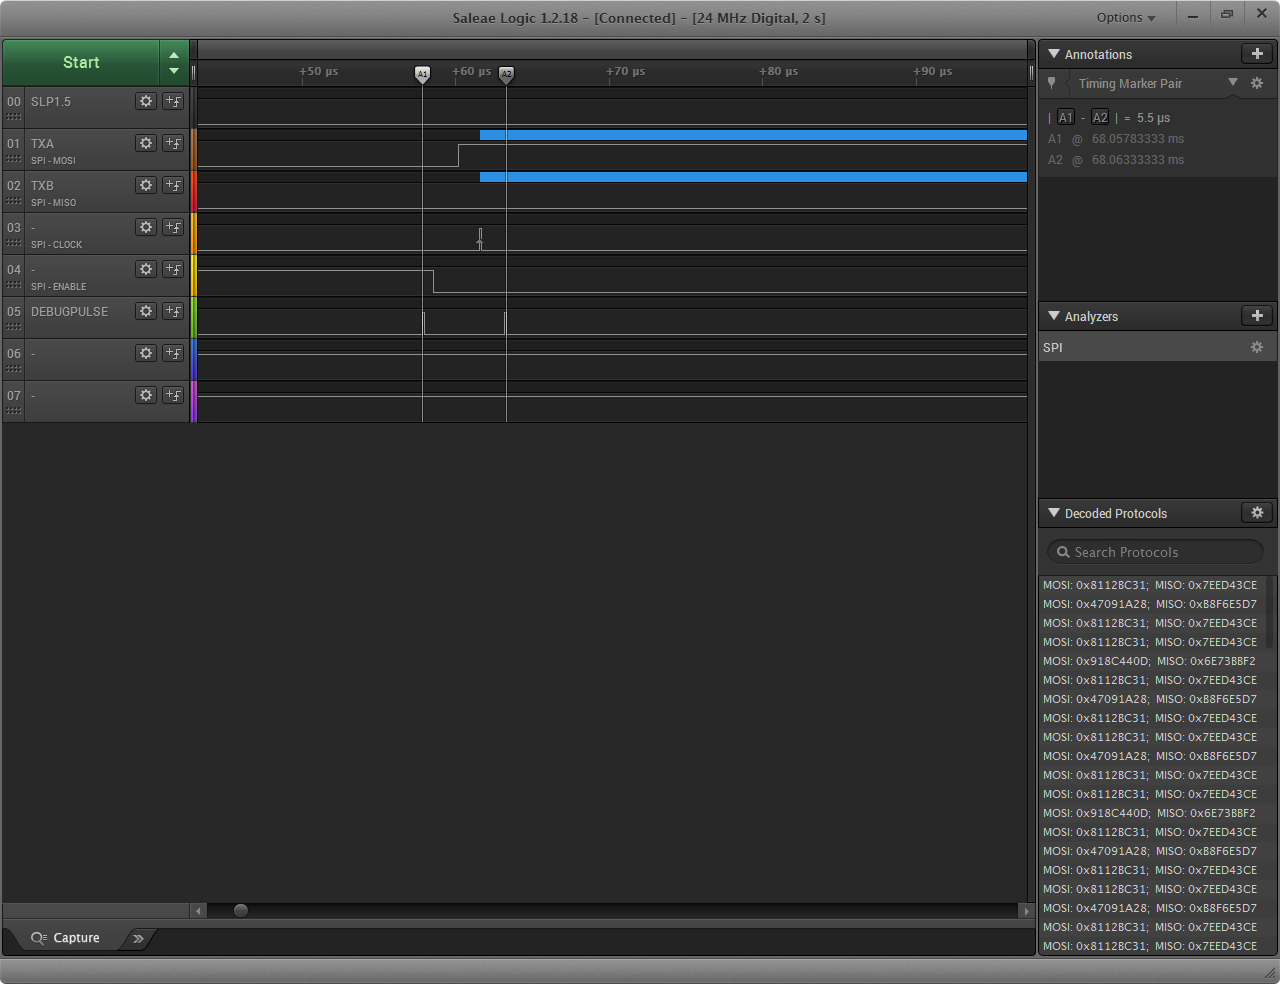 Saleae Logic 1.2.18 - [Connected] - [24 MHz Digital, 2 s]
Options
Start
+50 µs
+60 µs
+70 µs
+80 µs
+90 µs
A1
A2
00 SLP1.5
01 TXA
SPI - MOSI
02 TXB
SPI - MISO
03 -
SPI - CLOCK
04 -
SPI - ENABLE
05 DEBUGPULSE
06 -
07 -
Capture
Annotations
Timing Marker Pair
| A1 - A2 | = 5.5 µs
A1 @ 68.05783333 ms
A2 @ 68.06333333 ms
Analyzers
SPI
Decoded Protocols
Search Protocols
MOSI: 0x8112BC31; MISO: 0x7EED43CE
MOSI: 0x47091A28; MISO: 0xB8F6E5D7
MOSI: 0x8112BC31; MISO: 0x7EED43CE
MOSI: 0x8112BC31; MISO: 0x7EED43CE
MOSI: 0x918C440D; MISO: 0x6E73BBF2
MOSI: 0x8112BC31; MISO: 0x7EED43CE
MOSI: 0x47091A28; MISO: 0xB8F6E5D7
MOSI: 0x8112BC31; MISO: 0x7EED43CE
MOSI: 0x8112BC31; MISO: 0x7EED43CE
MOSI: 0x47091A28; MISO: 0xB8F6E5D7
MOSI: 0x8112BC31; MISO: 0x7EED43CE
MOSI: 0x8112BC31; MISO: 0x7EED43CE
MOSI: 0x918C440D; MISO: 0x6E73BBF2
MOSI: 0x8112BC31; MISO: 0x7EED43CE
MOSI: 0x47091A28; MISO: 0xB8F6E5D7
MOSI: 0x8112BC31; MISO: 0x7EED43CE
MOSI: 0x8112BC31; MISO: 0x7EED43CE
MOSI: 0x47091A28; MISO: 0xB8F6E5D7
MOSI: 0x8112BC31; MISO: 0x7EED43CE
MOSI: 0x8112BC31; MISO: 0x7EED43CE